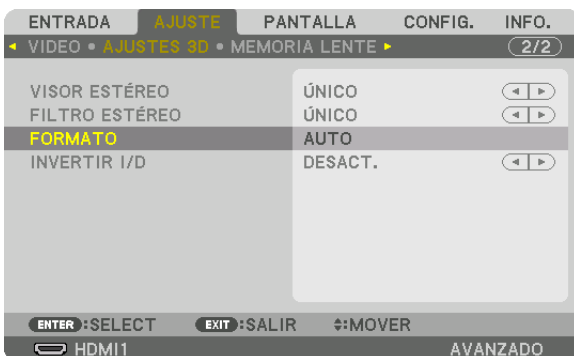 ENTRADA AJUSTE PANTALLA CONFIG. INFO.
VIDEO • AJUSTES 3D • MEMORIA LENTE 2/2
VISOR ESTÉREO ÚNICO
FILTRO ESTÉREO ÚNICO
FORMATO AUTO
INVERTIR I/D DESACT.
ENTER :SELECT EXIT :SALIR :MOVER
HDMI1 AVANZADO